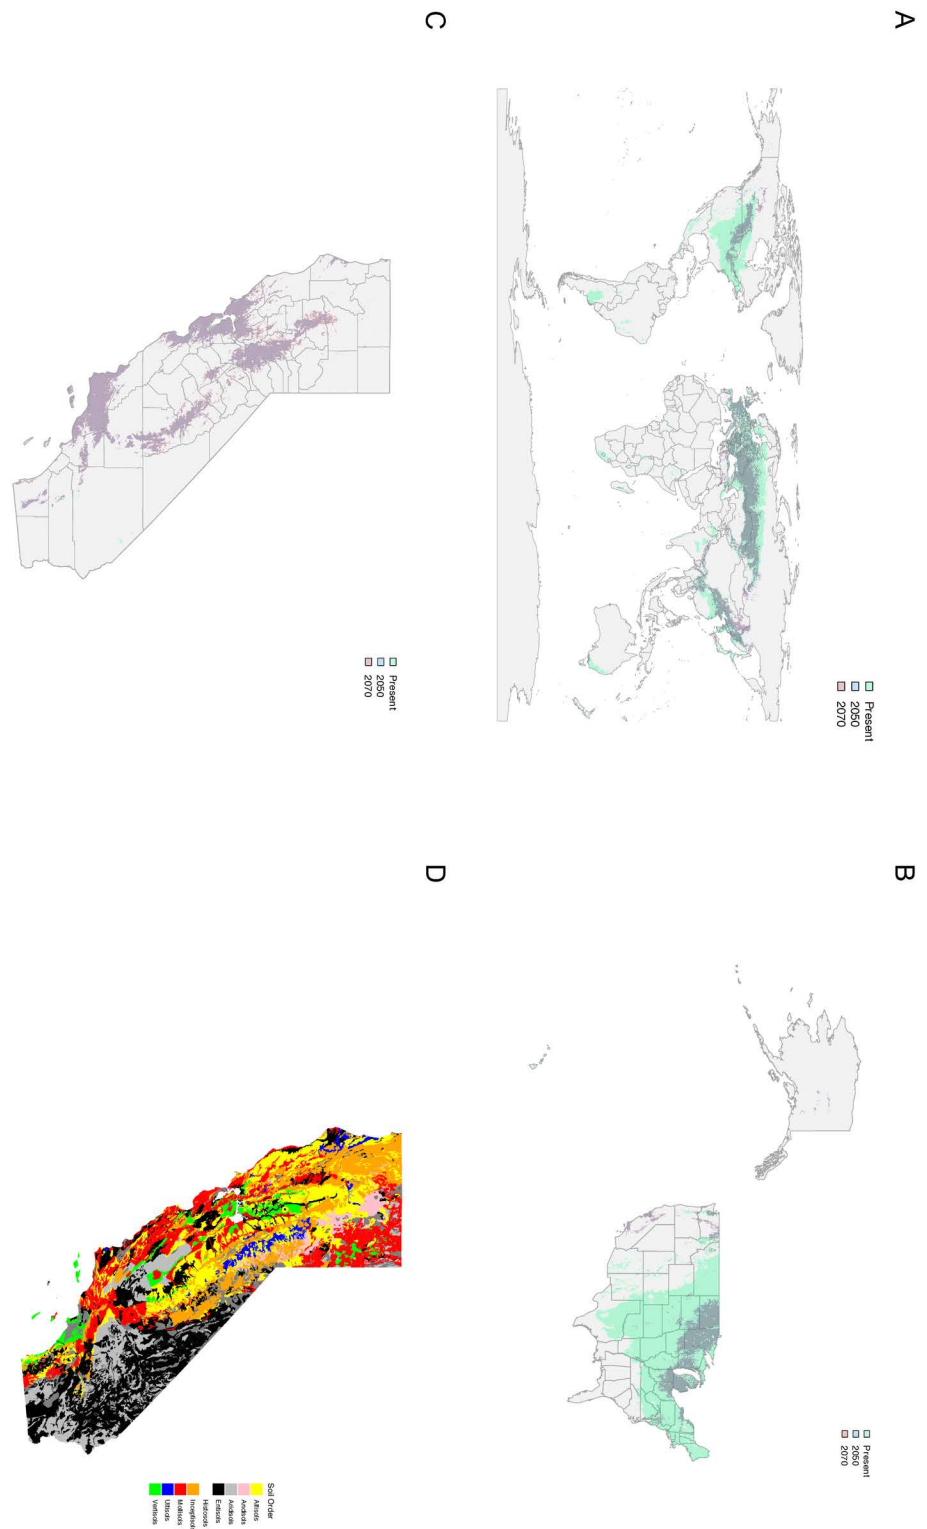 A
Present
2050
2070
B
Present
2050
2070
C
Present
2050
2070
D
Soil Order
Alfisols
Andisols
Aridisols
Entisols
Histosols
Inceptisols
Mollisols
Ultisols
Vertisols